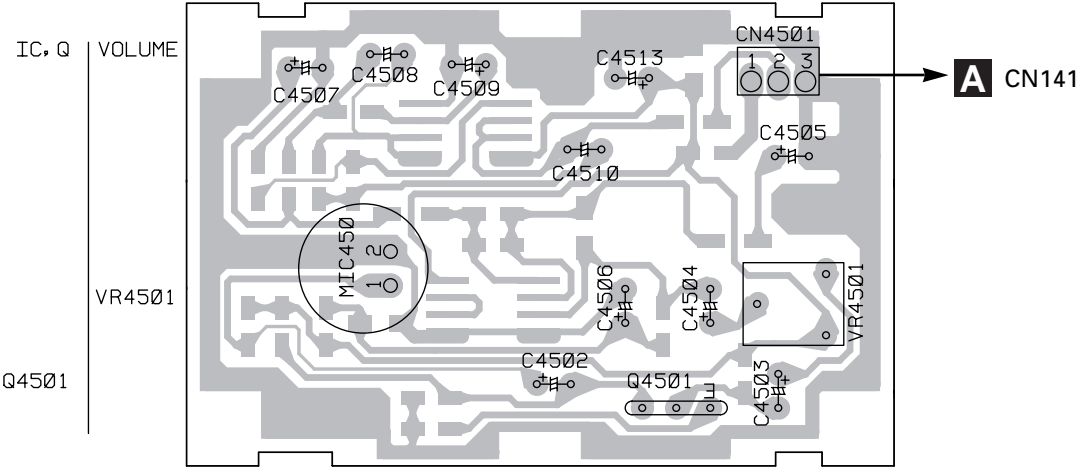 IC, Q VOLUME
CN4501
1 2 3
A CN141
C4507
C4508
C4509
C4513
C4505
C4510
MIC450
2
1
VR4501
C4506
C4504
VR4501
Q4501
C4502
Q4501
E
C4503